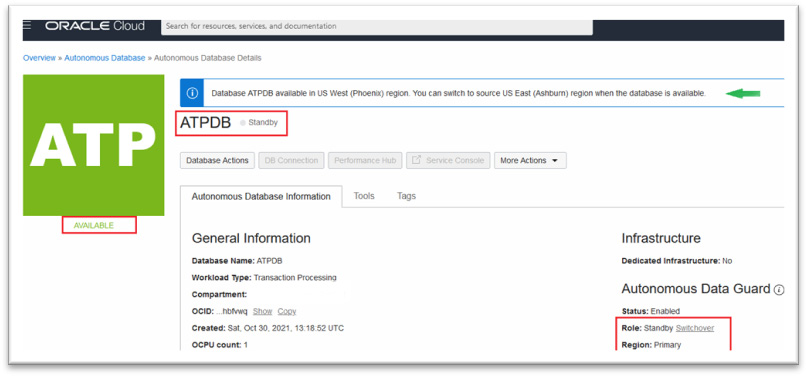 ORACLE Cloud
Search for resources, services, and documentation
Overview » Autonomous Database » Autonomous Database Details
ATP
AVAILABLE
Database ATPDB available in US West (Phoenix) region. You can switch to source US East (Ashburn) region when the database is available.
ATPDB Standby
Database Actions DB Connection Performance Hub Service Console More Actions
Autonomous Database Information Tools Tags
General Information
Database Name: ATPDB
Workload Type: Transaction Processing
Compartment:
OCID: ...hbfvwq Show Copy
Created: Sat, Oct 30, 2021, 13:18:52 UTC
OCPU count: 1
Infrastructure
Dedicated Infrastructure: No
Autonomous Data Guard
Status: Enabled
Role: Standby Switchover
Region: Primary